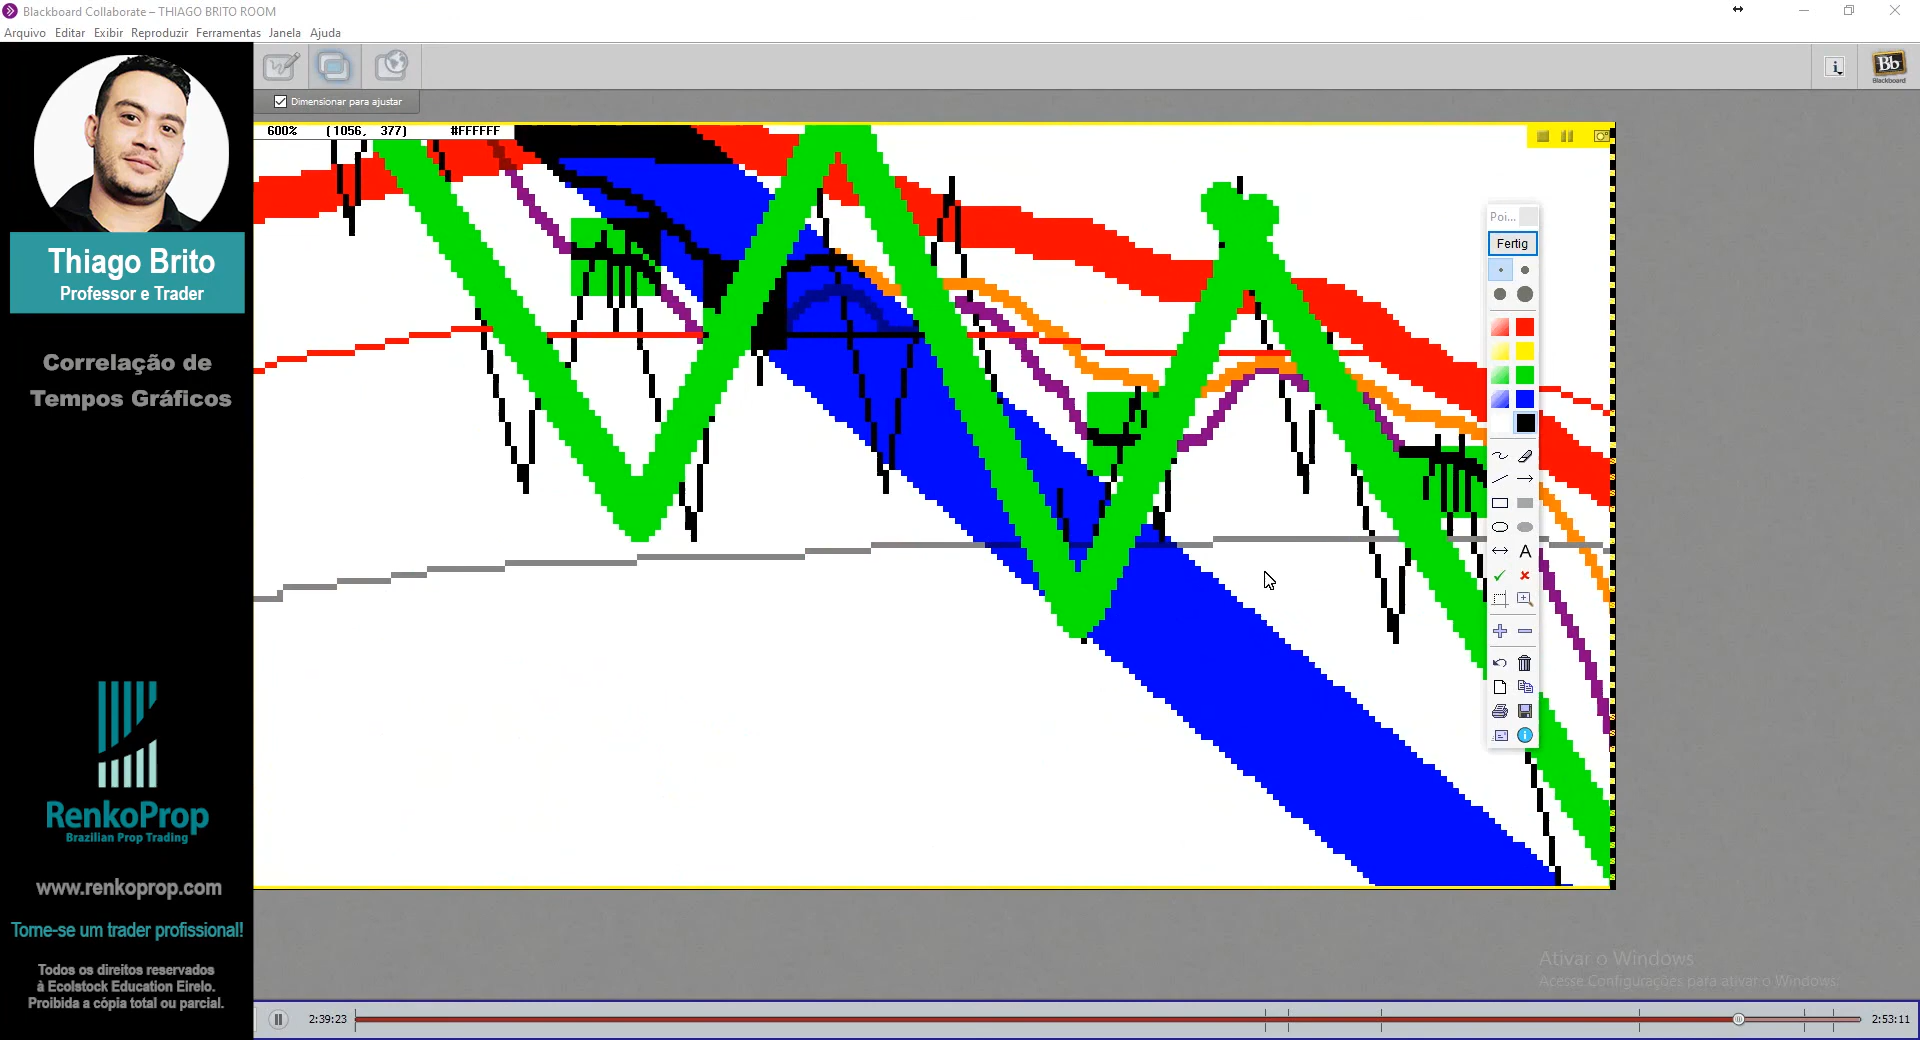 Blackboard Collaborate – THIAGO BRITO ROOM
Arquivo Editar Exibir Reproduzir Ferramentas Janela Ajuda
Bb
Blackboard
Dimensionar para ajustar
600% (1056, 377) #FFFFFF
Poi...
Fertig
A
Thiago Brito
Professor e Trader
Correlação de
Tempos Gráficos
RenkoProp
Brazilian Prop Trading
www.renkoprop.com
Torne-se um trader profissional!
Todos os direitos reservados
à Ecolstock Education Eirelo.
Proibida a cópia total ou parcial.
Ativar o Windows
Acesse Configurações para ativar o Windows.
2:39:23
2:53:11